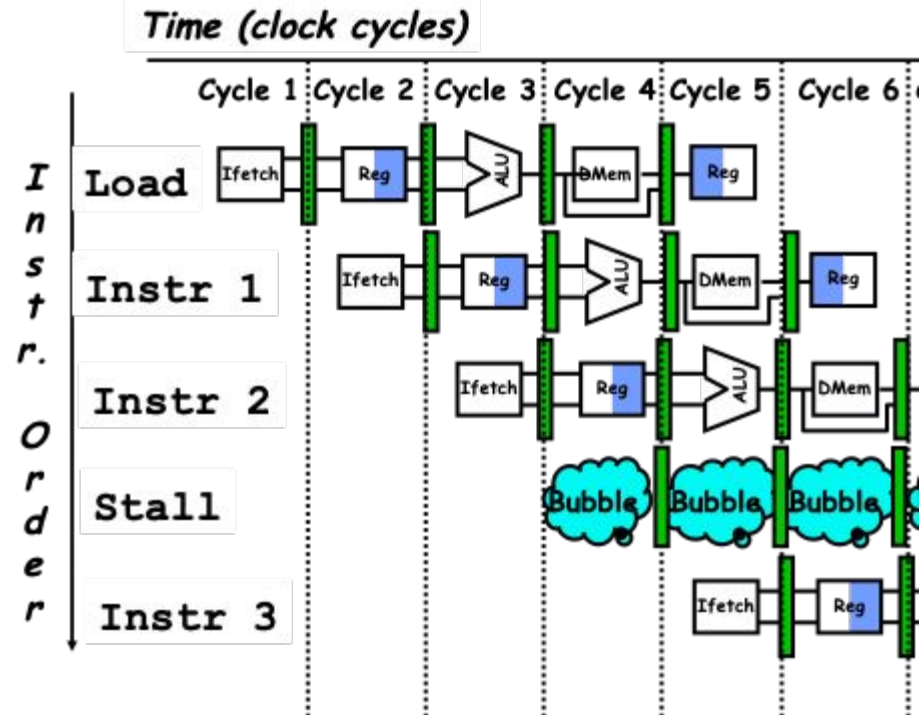 Time (clock cycles)
Cycle 1 Cycle 2 Cycle 3 Cycle 4 Cycle 5 Cycle 6
Instr. Order
Load Ifetch Reg ALU DMem Reg
Instr 1 Ifetch Reg ALU DMem Reg
Instr 2 Ifetch Reg ALU DMem
Stall Bubble Bubble Bubble
Instr 3 Ifetch Reg